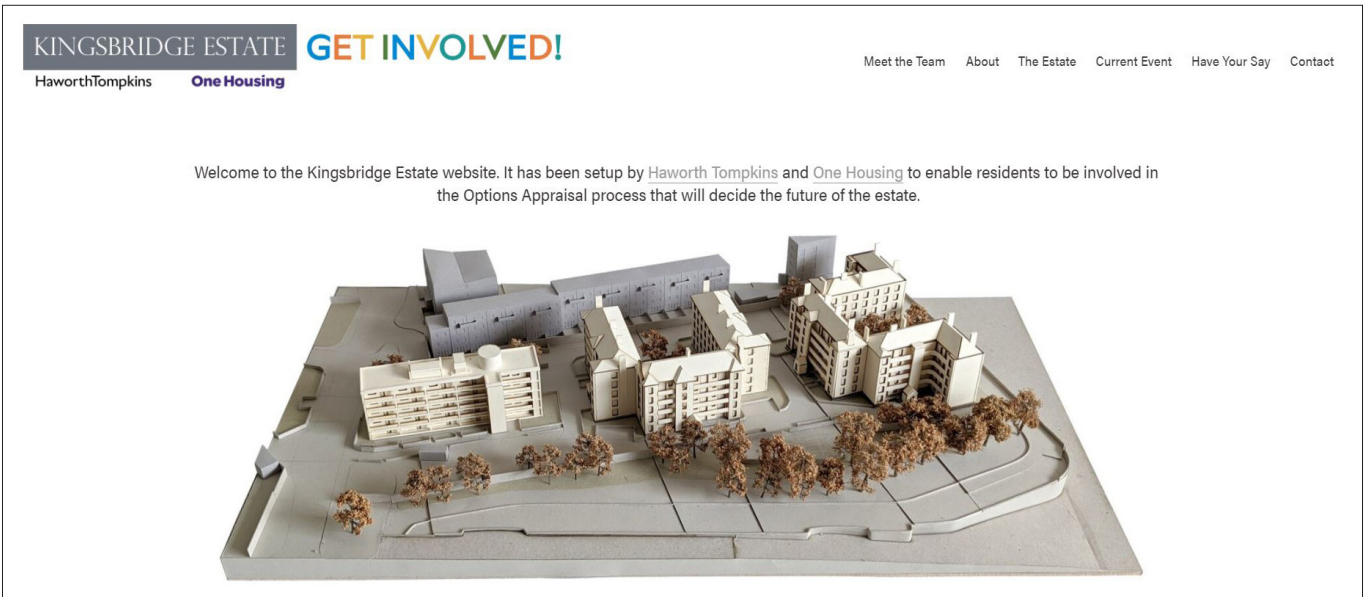 KINGSBRIDGE ESTATE GET INVOLVED!
HaworthTompkins One Housing
Meet the Team About The Estate Current Event Have Your Say Contact
Welcome to the Kingsbridge Estate website. It has been setup by Haworth Tompkins and One Housing to enable residents to be involved in
the Options Appraisal process that will decide the future of the estate.